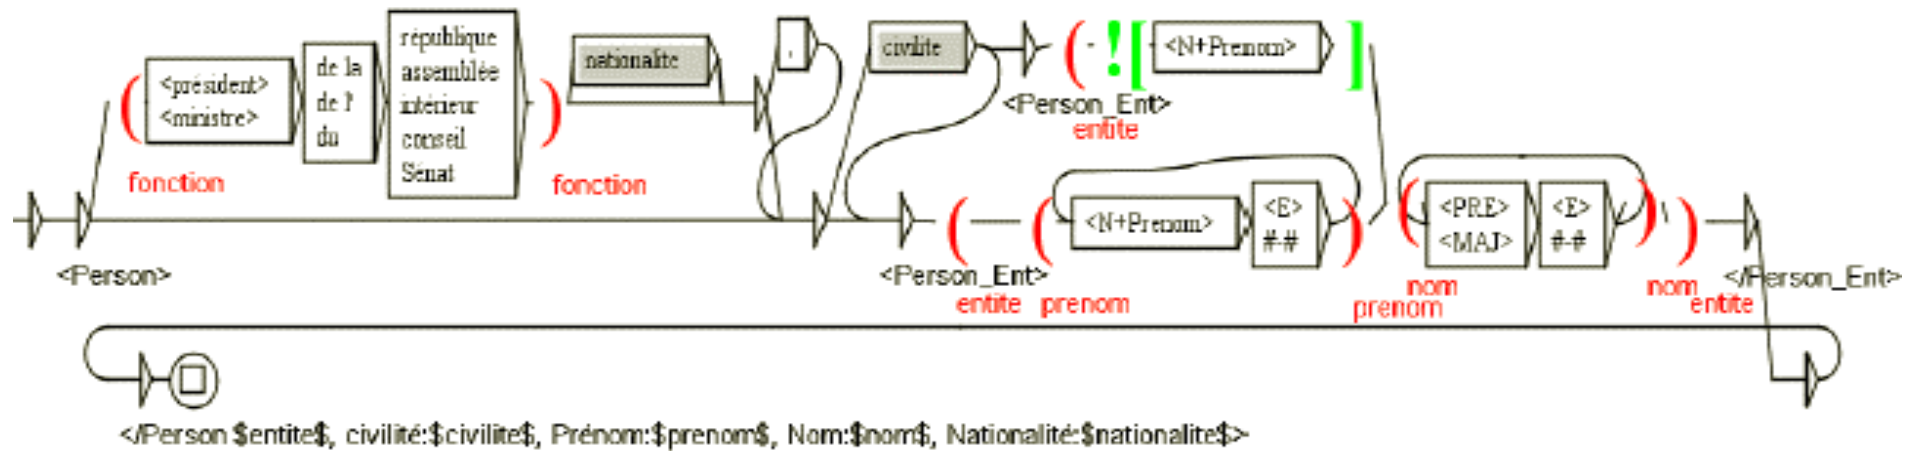 <président>
<ministre>
de la
de l'
du
république
assemblée
intérieur
conseil
Sénat
nationalite
,
civilite
( - ![ <N+Prenom> ]
<Person_Ent>
entite
( )
fonction
fonction
( ( <N+Prenom>
<E>
#-#
)
( <PRE>
<MAJ>
<E>
#-#
) )
<Person>
<Person_Ent>
entite
prenom
prenom
nom
nom
entite
</Person_Ent>
</Person $entite$, civilité:$civilite$, Prénom:$prenom$, Nom:$nom$, Nationalité:$nationalite$>